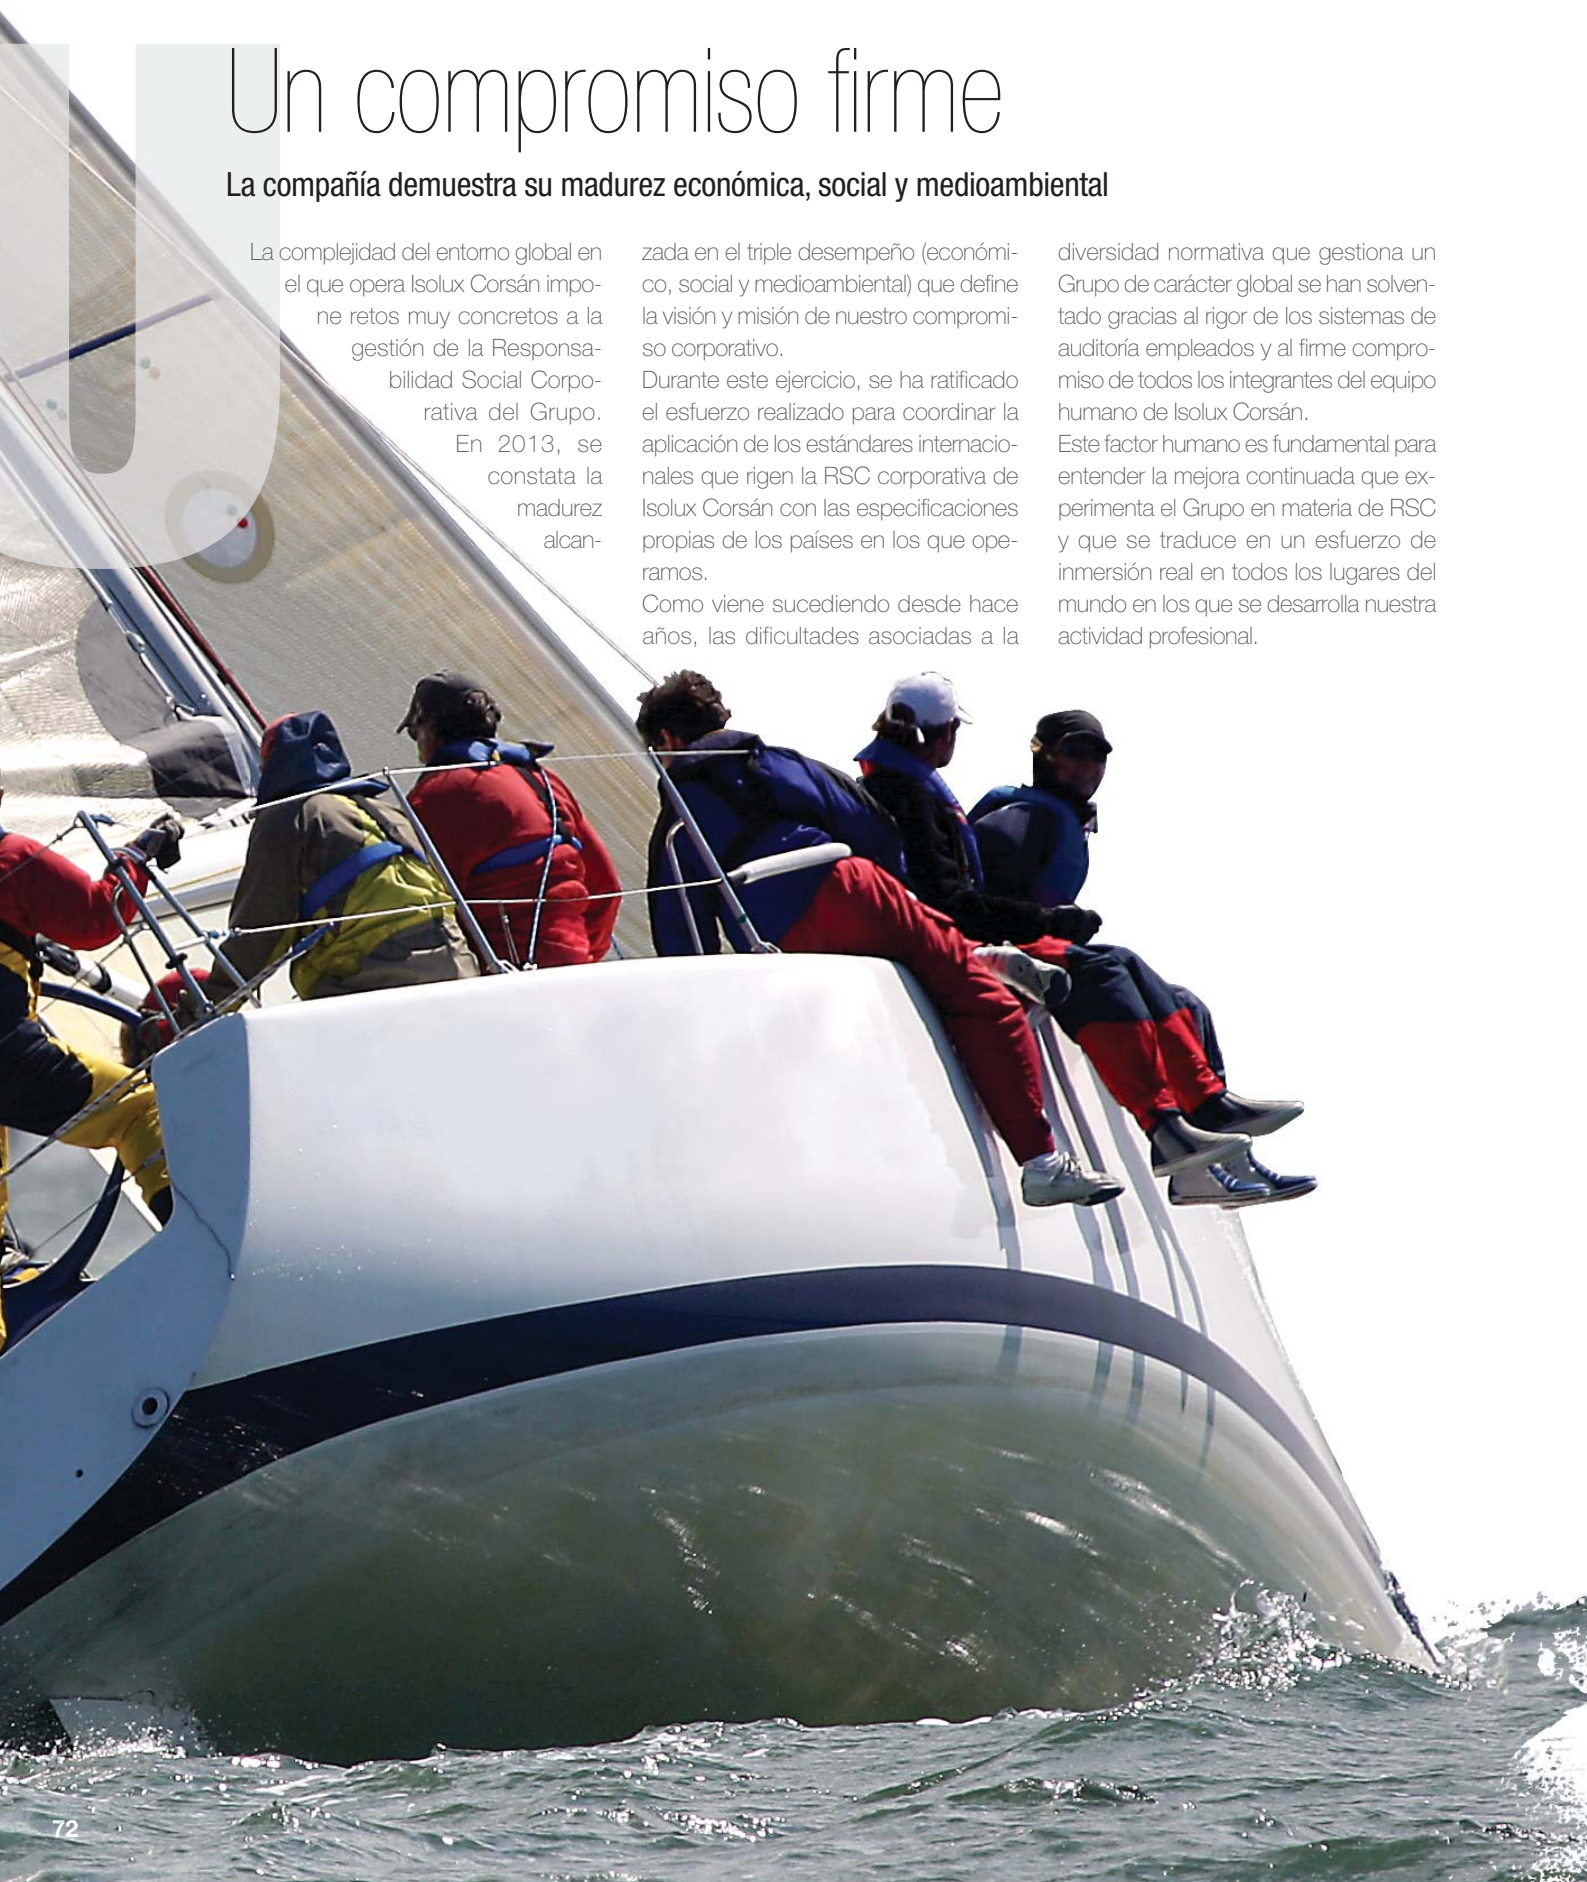 Un compromiso firme
La compañía demuestra su madurez económica, social y medioambiental
La complejidad del entorno global en
el que opera Isolux Corsán impo-
ne retos muy concretos a la
gestión de la Responsa-
bilidad Social Corpo-
rativa del Grupo.
En 2013, se
constata la
madurez
alcan-
zada en el triple desempeño (económi-
co, social y medioambiental) que define
la visión y misión de nuestro compromi-
so corporativo.
Durante este ejercicio, se ha ratificado
el esfuerzo realizado para coordinar la
aplicación de los estándares internacio-
nales que rigen la RSC corporativa de
Isolux Corsán con las especificaciones
propias de los países en los que ope-
ramos.
Como viene sucediendo desde hace
años, las dificultades asociadas a la
diversidad normativa que gestiona un
Grupo de carácter global se han solven-
tado gracias al rigor de los sistemas de
auditoría empleados y al firme compro-
miso de todos los integrantes del equipo
humano de Isolux Corsán.
Este factor humano es fundamental para
entender la mejora continuada que ex-
perimenta el Grupo en materia de RSC
y que se traduce en un esfuerzo de
inmersión real en todos los lugares del
mundo en los que se desarrolla nuestra
actividad profesional.
72